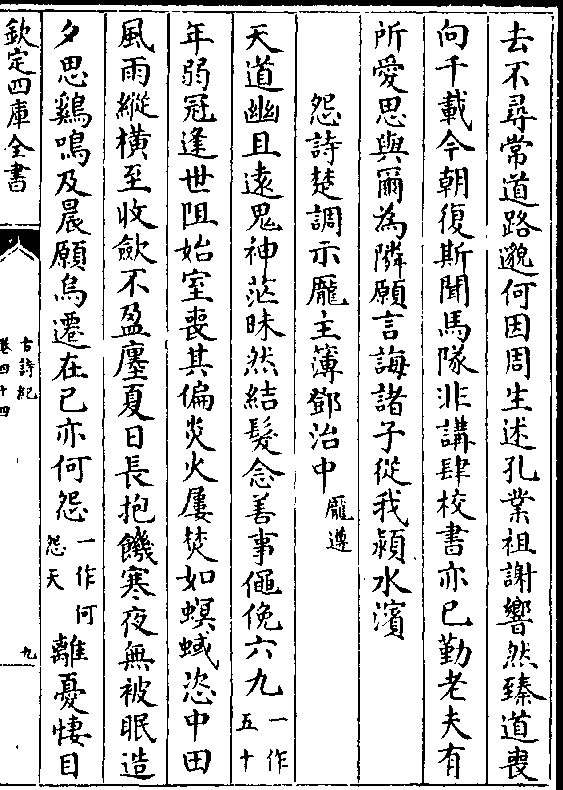 去不尋常道路邈何因周生述孔業祖謝響然臻道喪
向千載今朝復斯聞馬隊非講肆校書亦已勤老夫有
所愛思與爾為隣願言誨諸子從我潁水濱
怨詩楚調示龐主簿鄧治中龐遵
天道幽且遠鬼神茫昧然結髮念善事僶俛六九一作五十
年弱冠逢世阻始室喪其偏炎火屢焚如螟蜮恣中田
風雨縱横至收斂不盈廛夏日長抱饑寒夜無被眠造
夕思鷄鳴及晨願烏遷在己亦何怨一作何怨天離憂悽目
欽定四庫全書
古詩紀
卷四十四
九